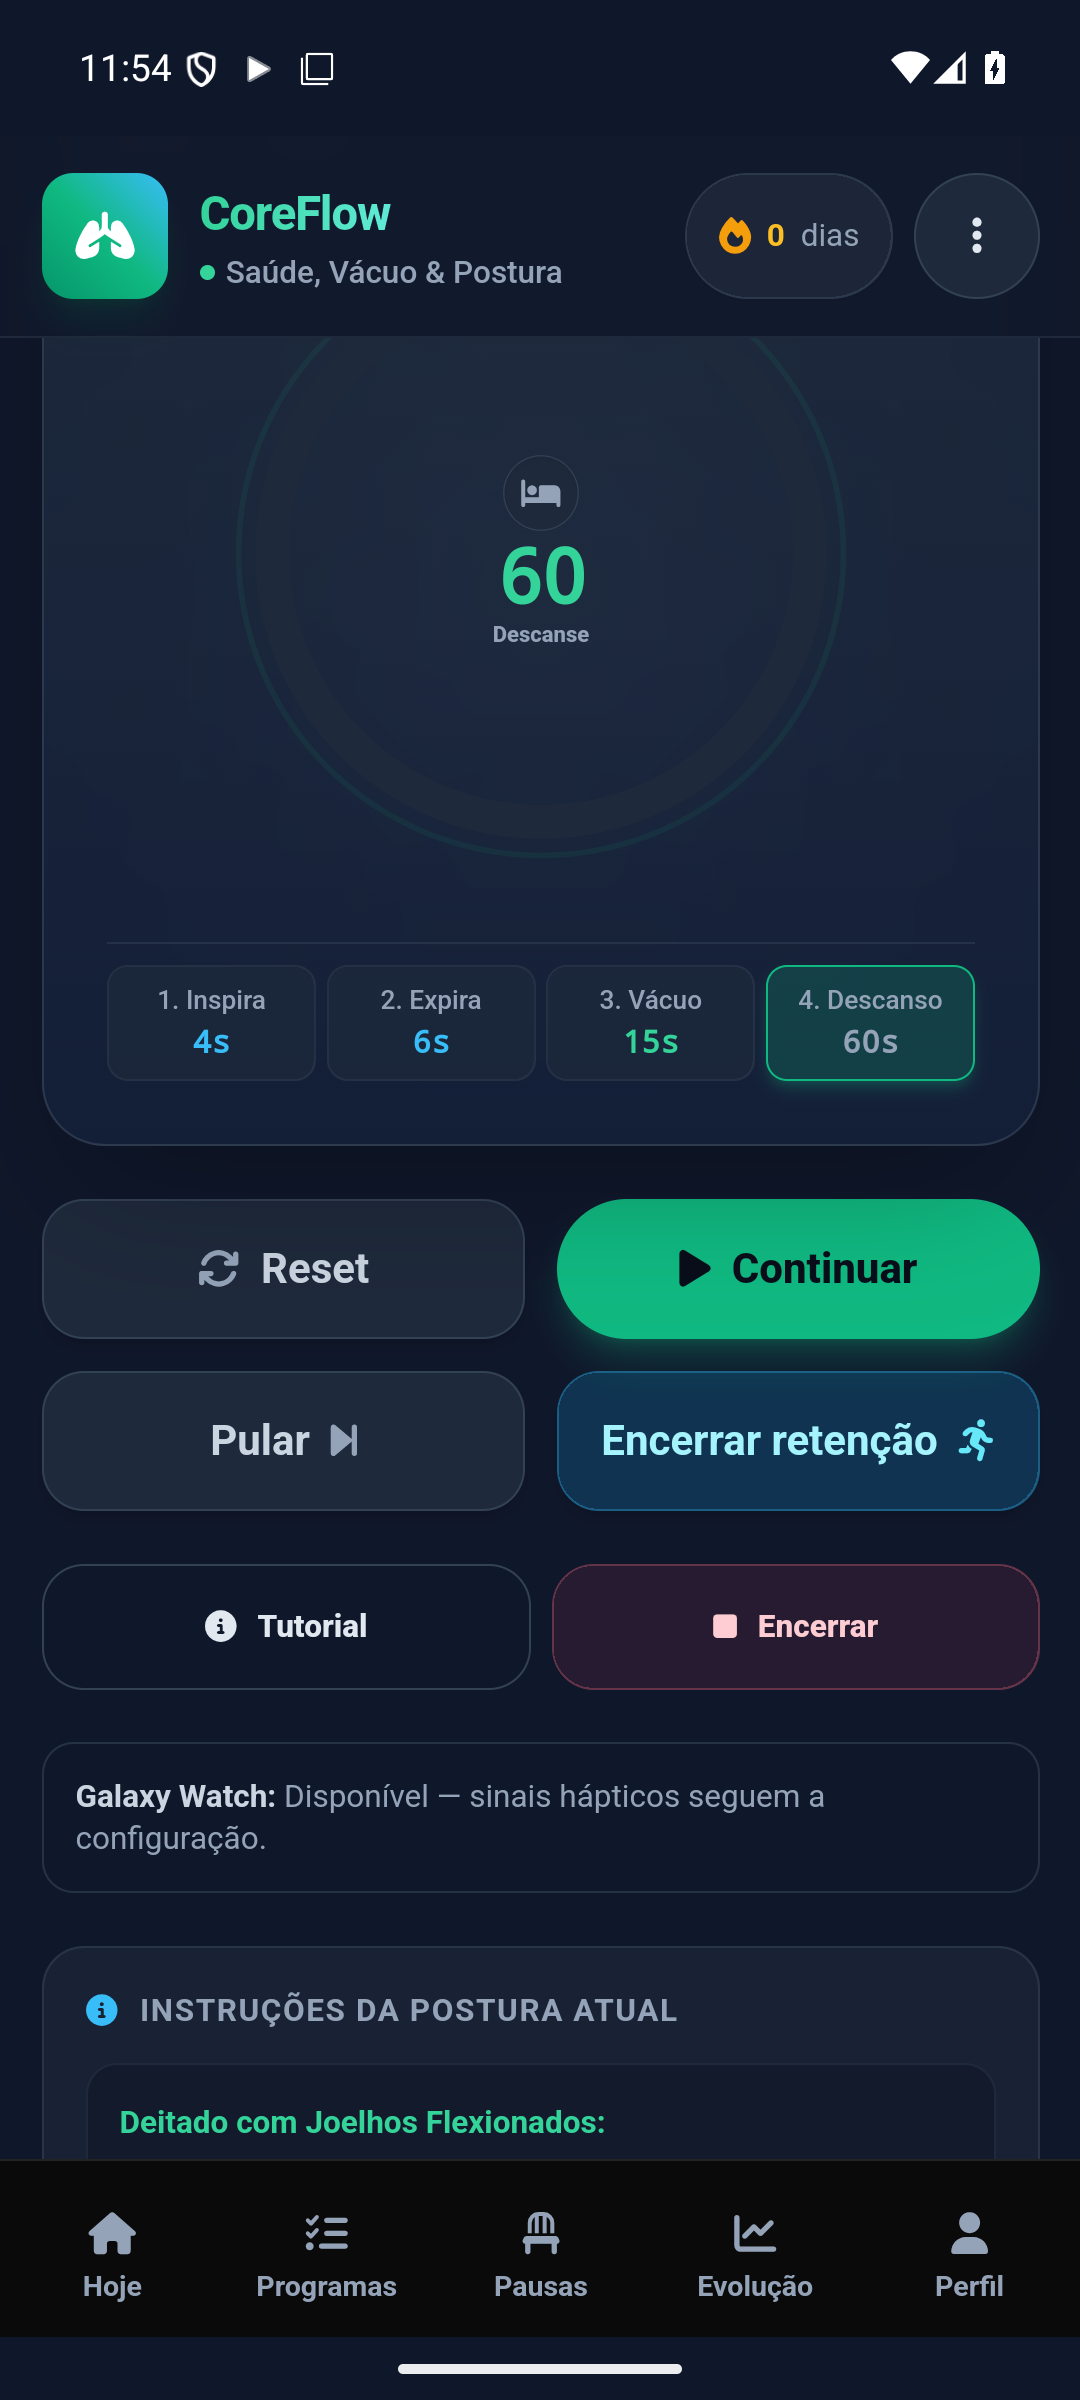 11:54
CoreFlow
Saúde, Vácuo & Postura
0 dias
60
Descanse
1. Inspira
4s
2. Expira
6s
3. Vácuo
15s
4. Descanso
60s
Reset
Continuar
Pular
Encerrar retenção
Tutorial
Encerrar
Galaxy Watch: Disponível — sinais hápticos seguem a
configuração.
INSTRUÇÕES DA POSTURA ATUAL
Deitado com Joelhos Flexionados:
Hoje
Programas
Pausas
Evolução
Perfil